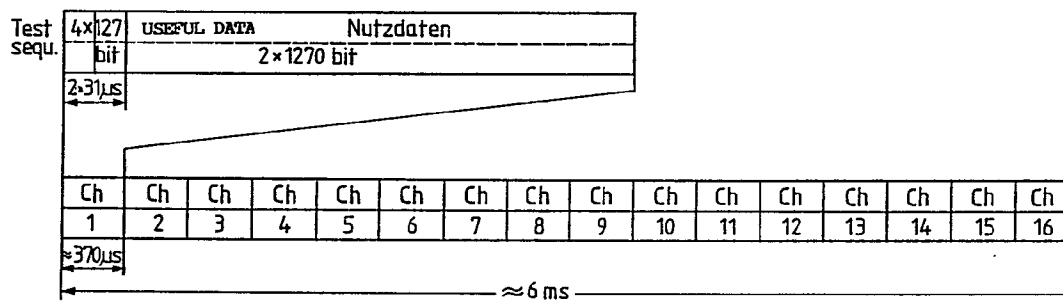 Test 4×127 USEFUL DATA Nutzdaten
sequ. bit 2×1270 bit
2·31µs
Ch Ch Ch Ch Ch Ch Ch Ch Ch Ch Ch Ch Ch Ch Ch Ch
1 2 3 4 5 6 7 8 9 10 11 12 13 14 15 16
≈370µs
≈6 ms